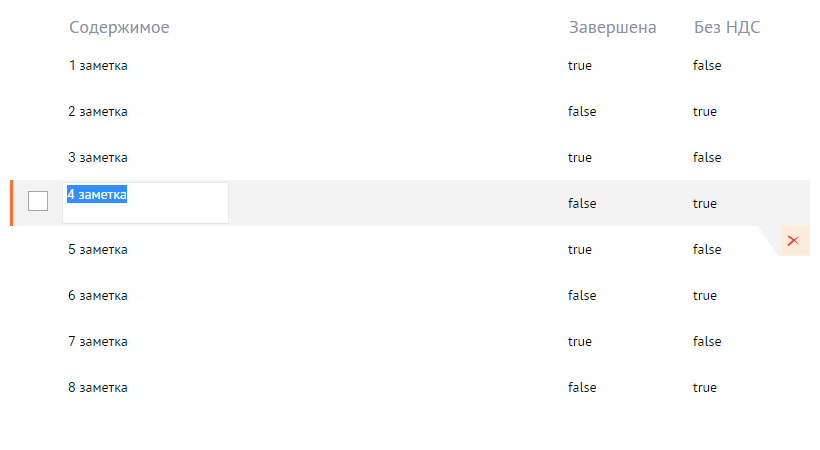 Содержимое Завершена Без НДС
1 заметка true false
2 заметка false true
3 заметка true false
4 заметка false true
5 заметка true false
6 заметка false true
7 заметка true false
8 заметка false true